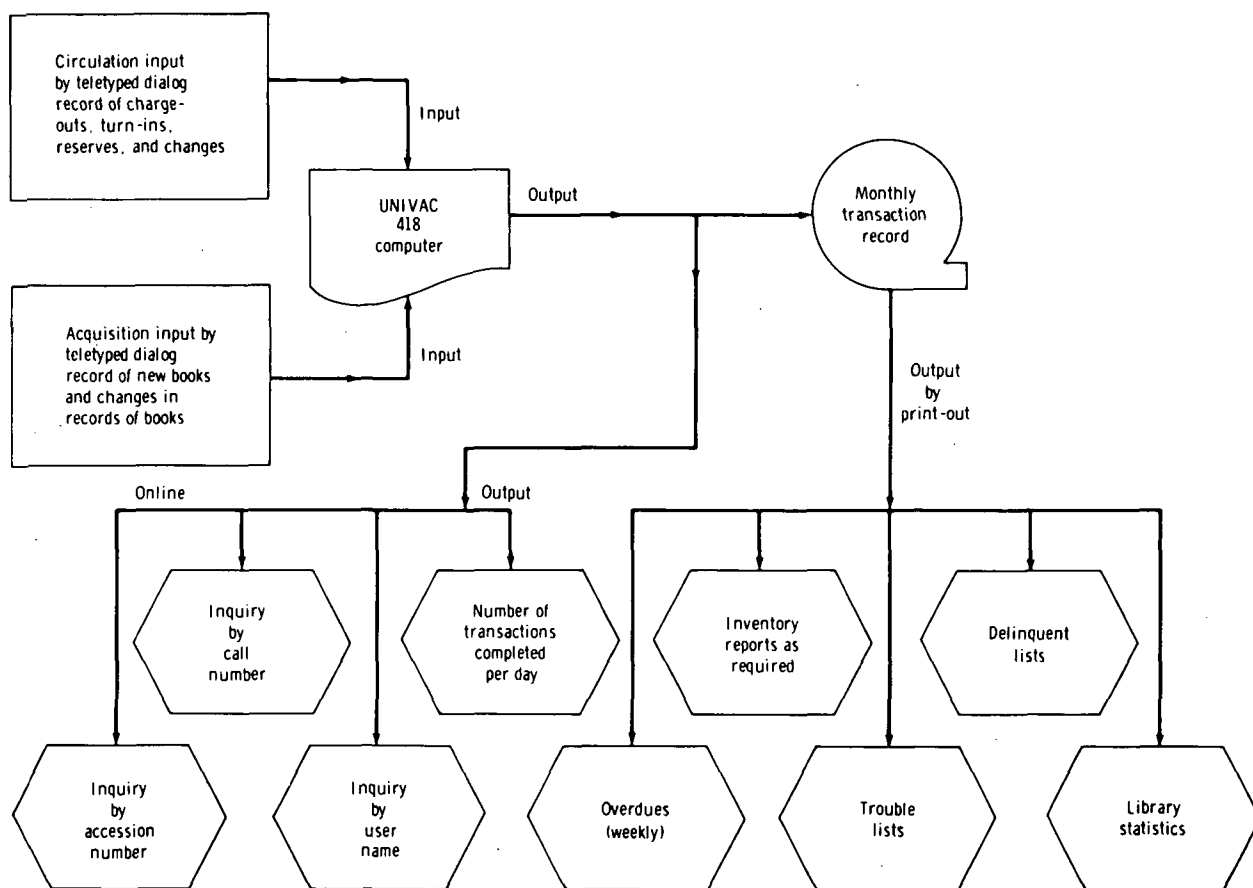 Circulation input
by teletyped dialog
record of charge-
outs, turn-ins,
reserves, and changes
Input
UNIVAC
418
computer
Output
Monthly
transaction
record
Acquisition input by
teletyped dialog
record of new books
and changes in
records of books
Input
Output
by
print-out
Online
Output
Inquiry
by
call
number
Number of
transactions
completed
per day
Inventory
reports as
required
Delinquent
lists
Inquiry
by
accession
number
Inquiry
by
user
name
Overdues
(weekly)
Trouble
lists
Library
statistics